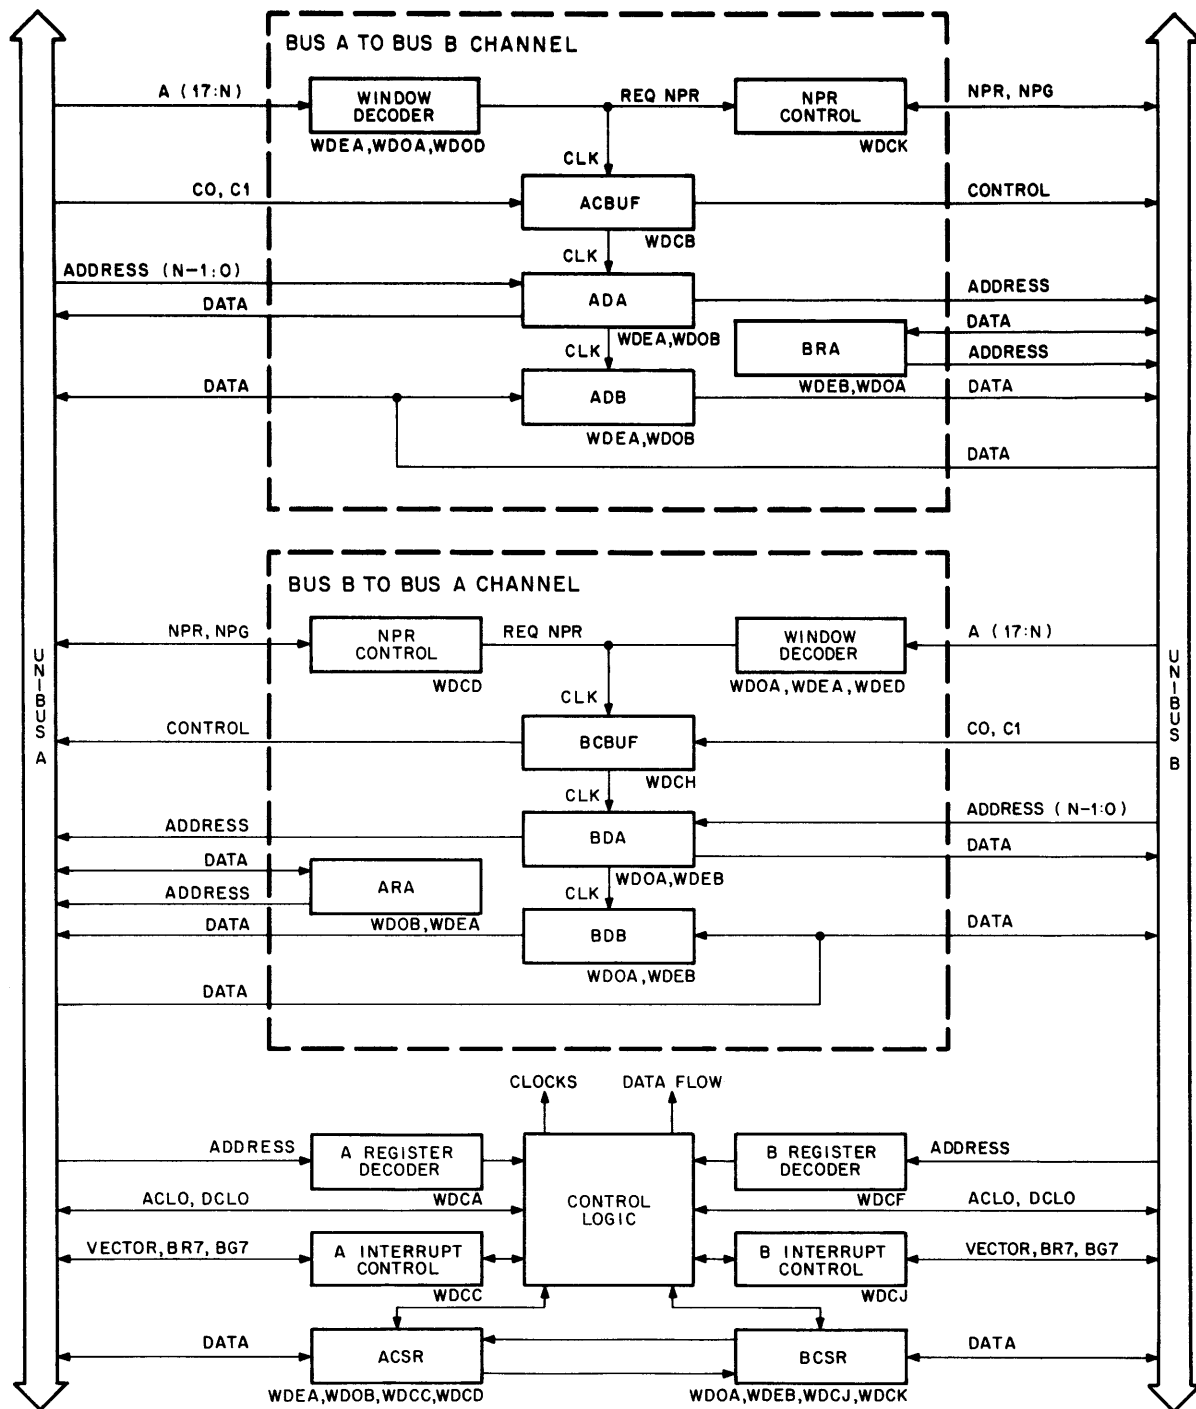 BUS A TO BUS B CHANNEL
A (17:N)
WINDOW
DECODER
WDEA,WDOA,WDOD
REQ NPR
NPR
CONTROL
WDCK
NPR, NPG
CLK
CO, C1
ACBUF
WDCB
CONTROL
CLK
ADDRESS (N-1:0)
DATA
ADA
WDEA,WDOB
ADDRESS
BRA
WDEB,WDOA
DATA
ADDRESS
CLK
DATA
ADB
WDEA,WDOB
DATA
DATA
BUS B TO BUS A CHANNEL
NPR, NPG
NPR
CONTROL
WDCD
REQ NPR
WINDOW
DECODER
WDOA,WDEA,WDED
A (17:N)
UNIBUS A
UNIBUS B
CLK
CONTROL
BCBUF
WDCH
CO, C1
CLK
ADDRESS
BDA
WDOA,WDEB
ADDRESS (N-1:0)
DATA
DATA
ADDRESS
ARA
WDOB,WDEA
CLK
DATA
BDB
WDOA,WDEB
DATA
DATA
CLOCKS
DATA FLOW
ADDRESS
A REGISTER
DECODER
WDCA
CONTROL
LOGIC
B REGISTER
DECODER
WDCF
ADDRESS
ACLO, DCLO
ACLO, DCLO
VECTOR,BR7, BG7
A INTERRUPT
CONTROL
WDCC
B INTERRUPT
CONTROL
WDCJ
VECTOR,BR7, BG7
DATA
ACSR
WDEA,WDOB,WDCC,WDCD
BCSR
WDOA,WDEB,WDCJ,WDCK
DATA